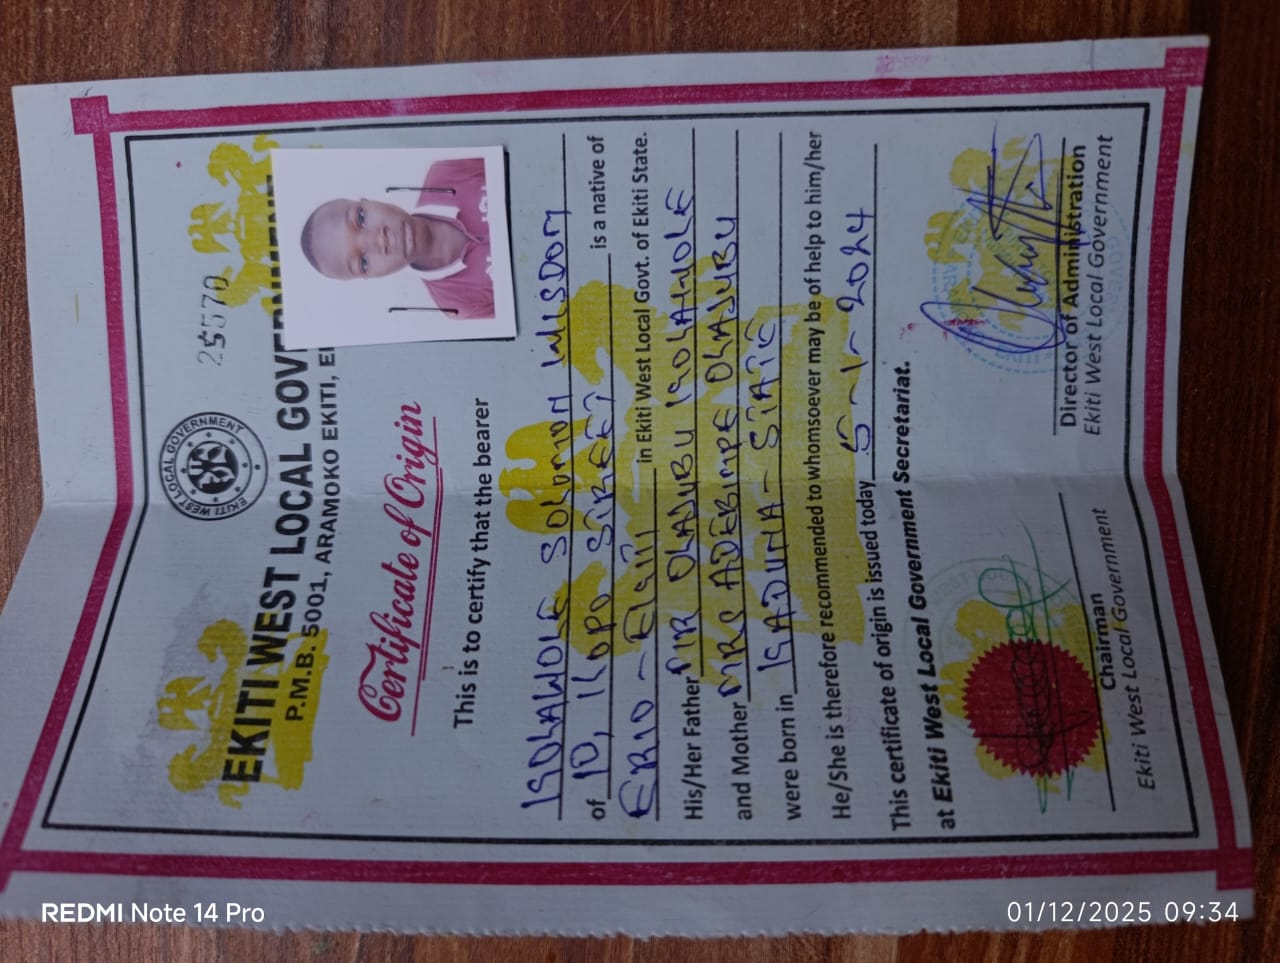 25570
EKITI WEST LOCAL GOVERNMENT
EKITI WEST LOCAL GOVERNMENT
P.M.B. 5001, ARAMOKO EKITI, E
Certificate of Origin
This is to certify that the bearer
KOLAWOLE SOLOMON WISDOM
of 10, IKOPO STREET is a native of
ERIO - EKITI in Ekiti West Local Govt. of Ekiti State.
His/Her Father MR OLAJUBU KOLAWOLE
and Mother MRS ADEBIMPE OLAJUBU
were born in KADUNA - STATE
He/She is therefore recommended to whomsoever may be of help to him/her
This certificate of origin is issued today 15-1-2024
at Ekiti West Local Government Secretariat.
Chairman
Ekiti West Local Government
Director of Administration
Ekiti West Local Government
REDMI Note 14 Pro
01/12/2025 09:34